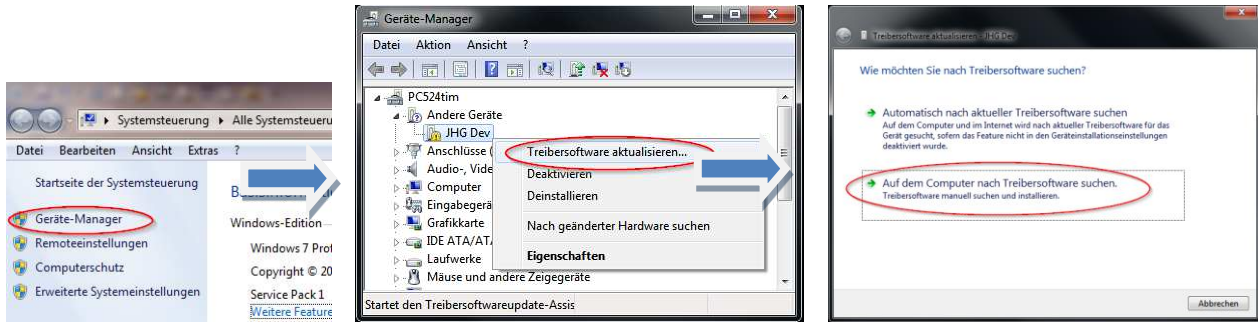 Systemsteuerung ▸ Alle Systemsteueru
Datei Bearbeiten Ansicht Extras ?
Startseite der Systemsteuerung
Geräte-Manager
Remoteeinstellungen
Computerschutz
Erweiterte Systemeinstellungen
Windows-Edition
Windows 7 Prof
Copyright © 20
Service Pack 1
Weitere Feature
Geräte-Manager
Datei Aktion Ansicht ?
PC524tim
Andere Geräte
JHG Dev
Anschlüsse (
Audio-, Vide
Computer
Eingabegerä
Grafikkarte
IDE ATA/AT
Laufwerke
Mäuse und andere Zeigegeräte
Treibersoftware aktualisieren...
Deaktivieren
Deinstallieren
Nach geänderter Hardware suchen
Eigenschaften
Startet den Treibersoftwareupdate-Assis
Treibersoftware aktualisieren - JHG Dev
Wie möchten Sie nach Treibersoftware suchen?
Automatisch nach aktueller Treibersoftware suchen
Auf dem Computer und im Internet wird nach aktueller Treibersoftware für das
Gerät gesucht, sofern das Feature nicht in den Geräteinstallationseinstellungen
deaktiviert wurde.
Auf dem Computer nach Treibersoftware suchen.
Treibersoftware manuell suchen und installieren.
Abbrechen